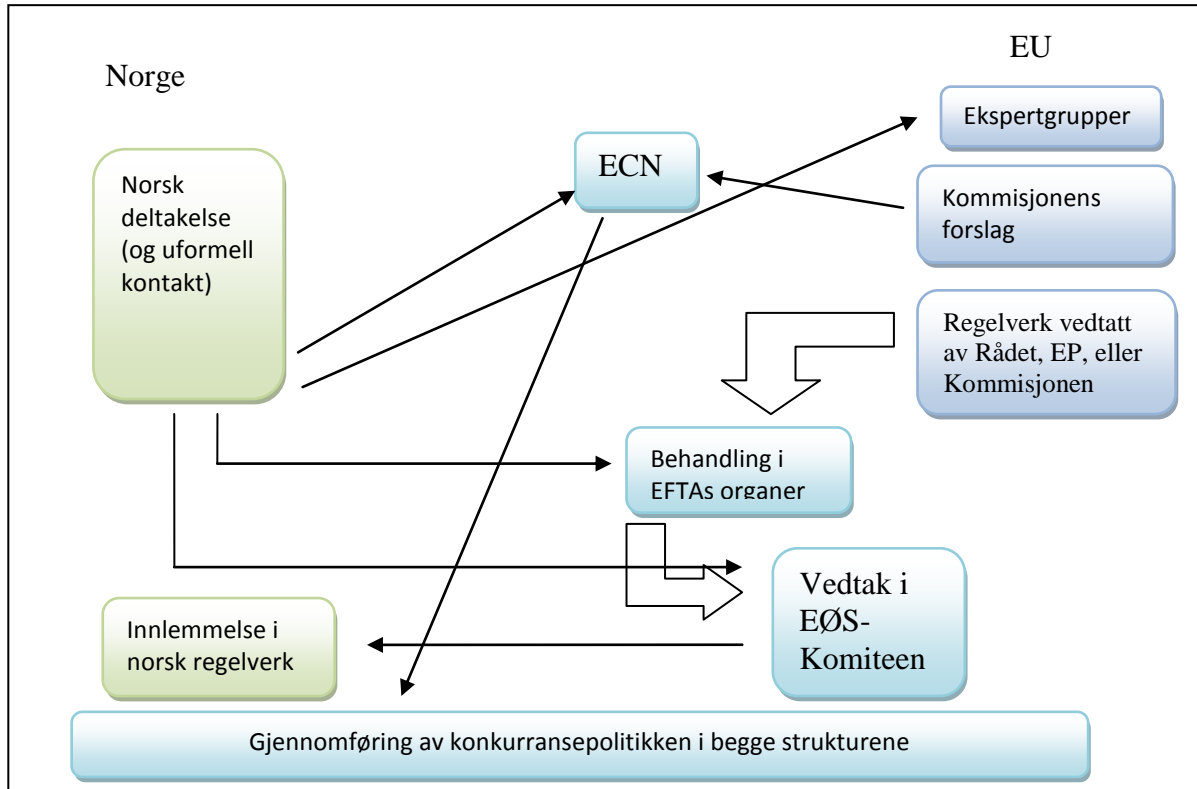 Norge
EU
Norsk
deltakelse
(og uformell
kontakt)
ECN
Ekspertgrupper
Kommisjonens
forslag
Regelverk vedtatt
av Rådet, EP, eller
Kommisjonen
Behandling i
EFTAs organer
Vedtak i
EØS-
Komiteen
Innlemmelse i
norsk regelverk
Gjennomføring av konkurransepolitikken i begge strukturene